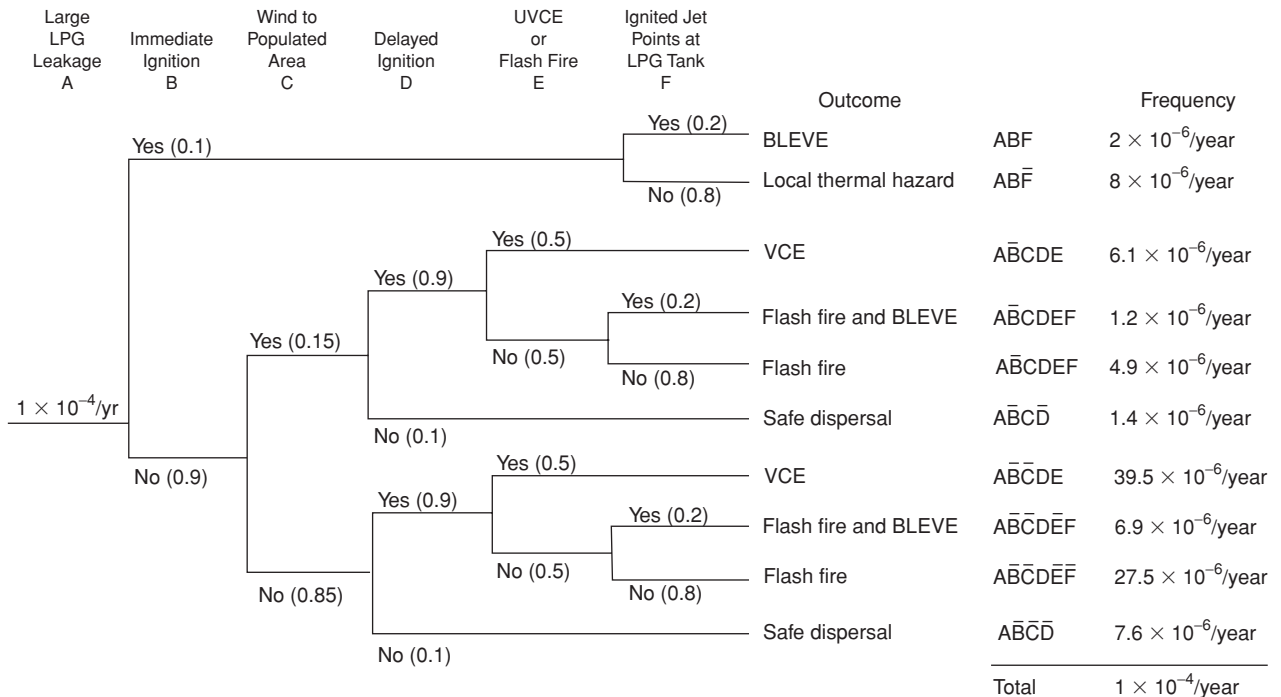 Large
LPG
Leakage
A
Immediate
Ignition
B
Wind to
Populated
Area
C
Delayed
Ignition
D
UVCE
or
Flash Fire
E
Ignited Jet
Points at
LPG Tank
F
Outcome
Frequency
Yes (0.2)
BLEVE ABF 2 × 10⁻⁶/year
Yes (0.1)
Local thermal hazard ABF̅ 8 × 10⁻⁶/year
No (0.8)
Yes (0.5)
VCE AB̅CDE 6.1 × 10⁻⁶/year
Yes (0.9)
Yes (0.2)
Flash fire and BLEVE AB̅CDEF 1.2 × 10⁻⁶/year
Yes (0.15)
No (0.5)
Flash fire AB̅CDEF 4.9 × 10⁻⁶/year
No (0.8)
1 × 10⁻⁴/yr
Safe dispersal AB̅CD̅ 1.4 × 10⁻⁶/year
No (0.1)
No (0.9)
Yes (0.5)
VCE AB̅C̅DE 39.5 × 10⁻⁶/year
Yes (0.9)
Yes (0.2)
Flash fire and BLEVE AB̅C̅DE̅F 6.9 × 10⁻⁶/year
No (0.5)
Flash fire AB̅C̅DE̅F̅ 27.5 × 10⁻⁶/year
No (0.85)
No (0.8)
Safe dispersal AB̅C̅D̅ 7.6 × 10⁻⁶/year
No (0.1)
Total 1 × 10⁻⁴/year